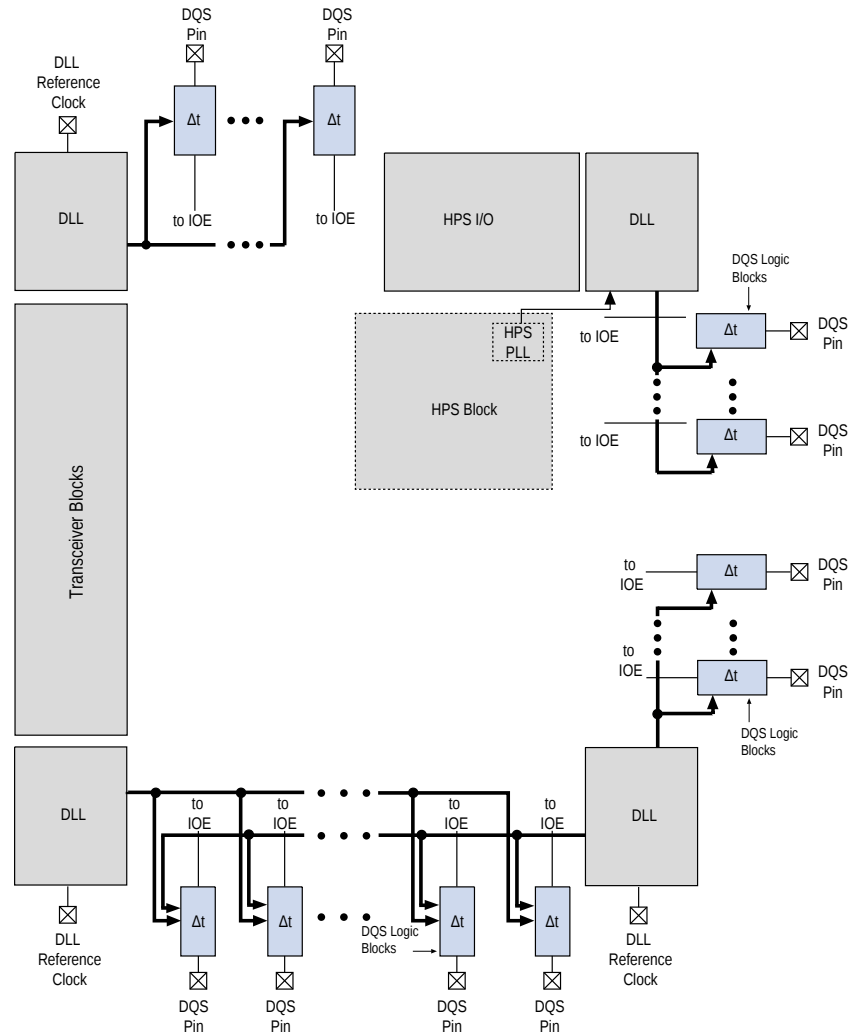 DQS
Pin
DQS
Pin
DLL
Reference
Clock
Δt
Δt
DLL
to IOE
to IOE
HPS I/O
DLL
DQS Logic
Blocks
HPS
PLL
to IOE
Δt
DQS
Pin
HPS Block
to IOE
Δt
DQS
Pin
Transceiver Blocks
to
IOE
Δt
DQS
Pin
to
IOE
Δt
DQS
Pin
DQS Logic
Blocks
DLL
to
IOE
to
IOE
to
IOE
to
IOE
DLL
Δt
Δt
Δt
Δt
DQS Logic
Blocks
DLL
Reference
Clock
DLL
Reference
Clock
DQS
Pin
DQS
Pin
DQS
Pin
DQS
Pin